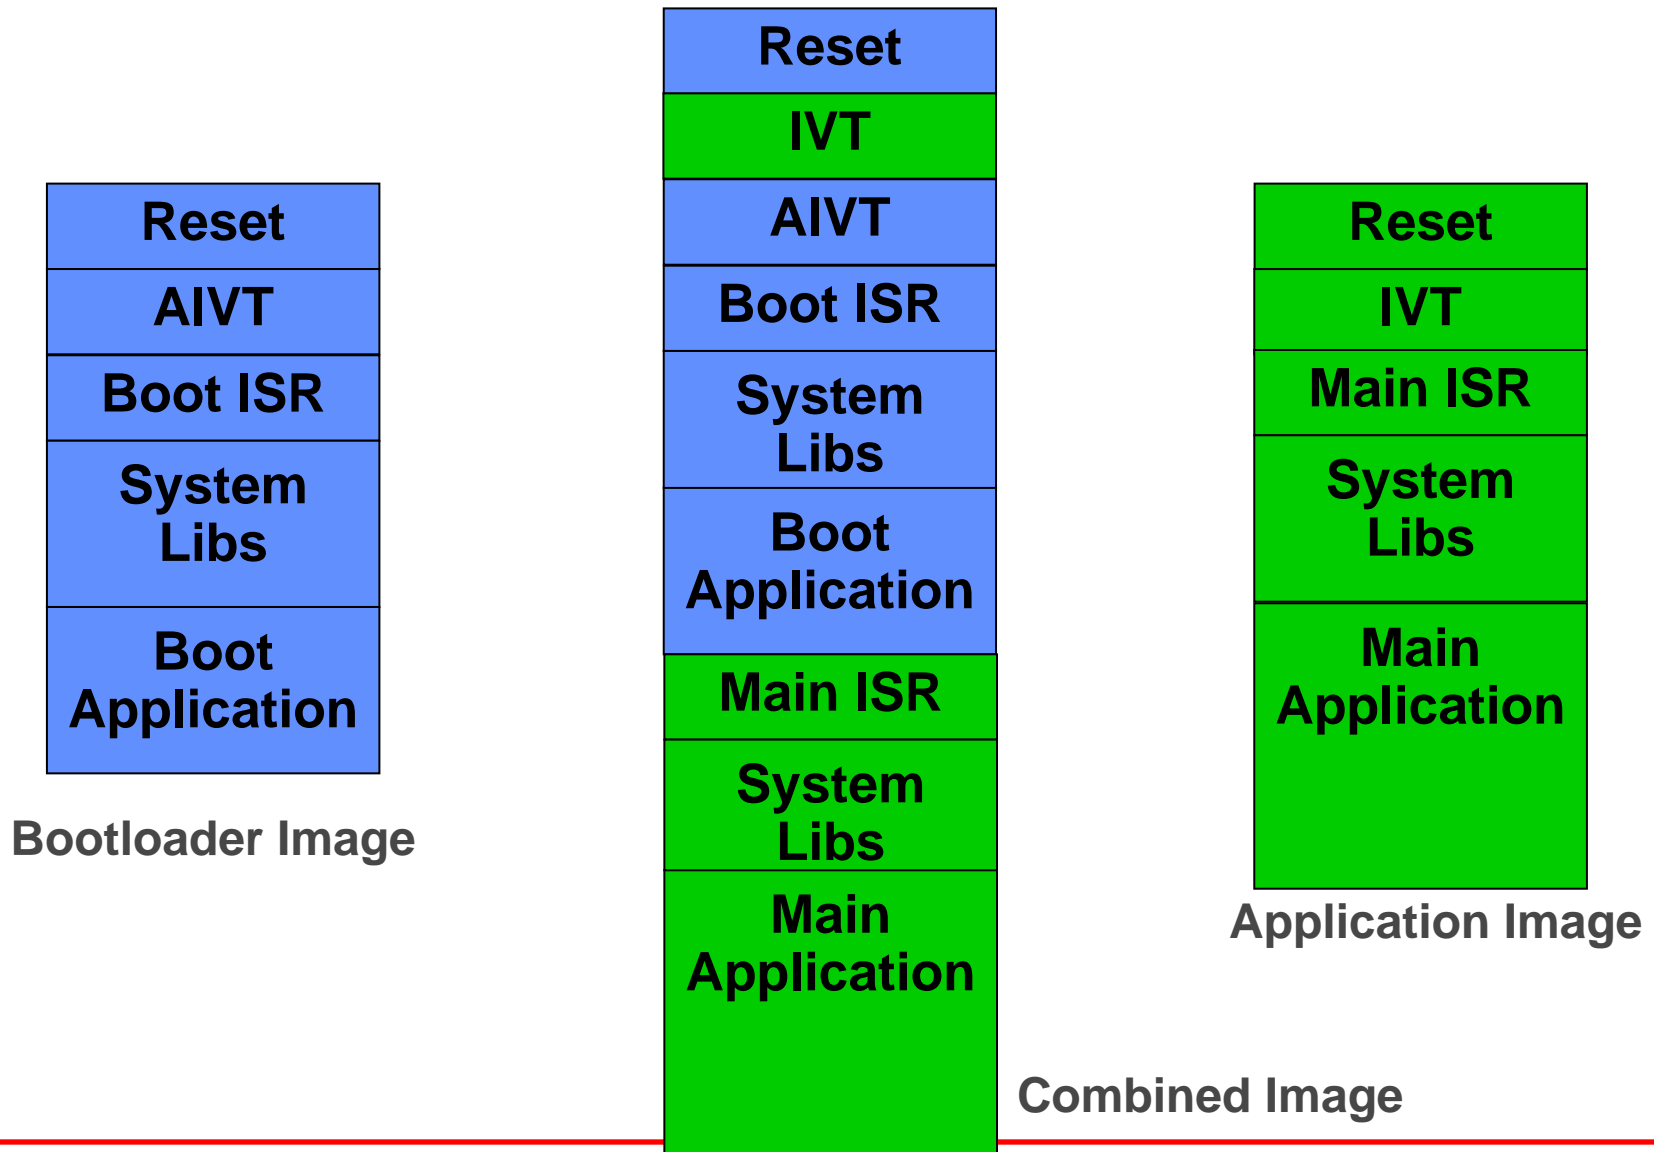 Reset
AIVT
Boot ISR
System
Libs
Boot
Application
Bootloader Image
Reset
IVT
AIVT
Boot ISR
System
Libs
Boot
Application
Main ISR
System
Libs
Main
Application
Combined Image
Reset
IVT
Main ISR
System
Libs
Main
Application
Application Image